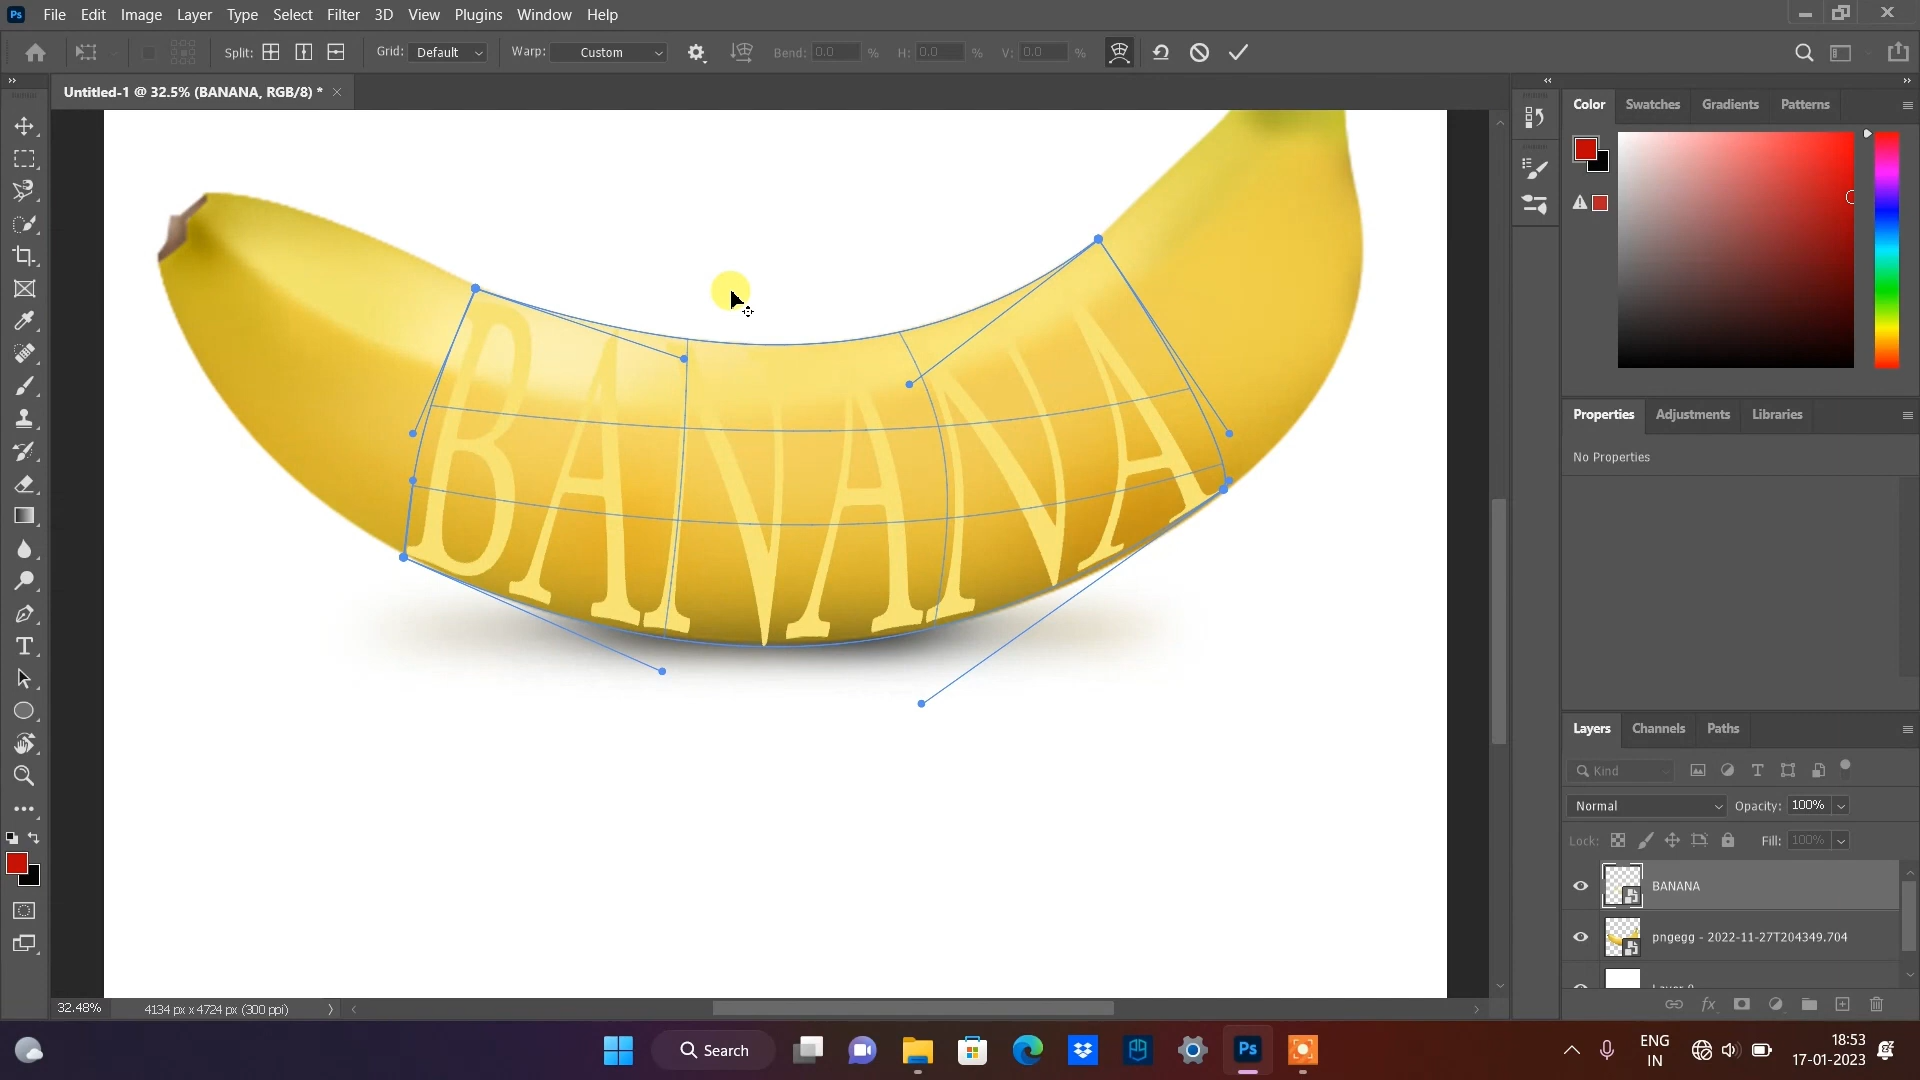 Ps File Edit Image Layer Type Select Filter 3D View Plugins Window Help
Split: Grid: Default Warp: Custom Bend: 0.0 % H: 0.0 % V: 0.0 %
Untitled-1 @ 32.5% (BANANA, RGB/8) *
Color Swatches Gradients Patterns
BANANA
Properties Adjustments Libraries
No Properties
Layers Channels Paths
Kind
Normal Opacity: 100%
Lock: Fill: 100%
BANANA
pngegg - 2022-11-27T204349.704
32.48% 4134 px x 4724 px (300 ppi)
Search
Ps
ENG
IN
18:53
17-01-2023